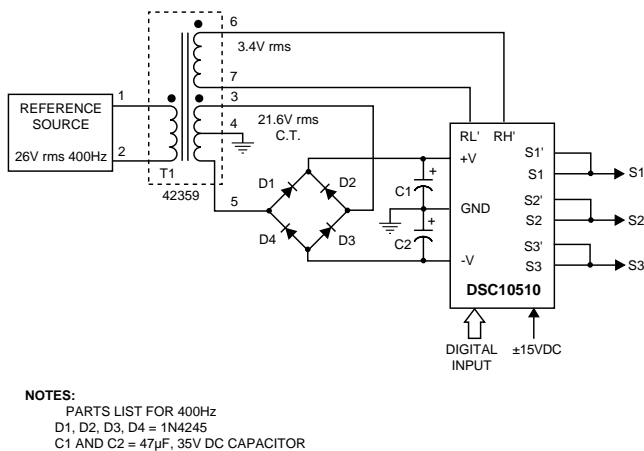 6
3.4V rms
7
1
3
REFERENCE
SOURCE
21.6V rms
C.T.
4
26V rms 400Hz
2
T1
42359
5
D1
D2
D4
D3
+
C1
+
C2
RL'
RH'
+V
GND
-V
S1'
S1
S1
S2'
S2
S2
S3'
S3
S3
DSC10510
DIGITAL
INPUT
±15VDC
NOTES:
PARTS LIST FOR 400Hz
D1, D2, D3, D4 = 1N4245
C1 AND C2 = 47µF, 35V DC CAPACITOR